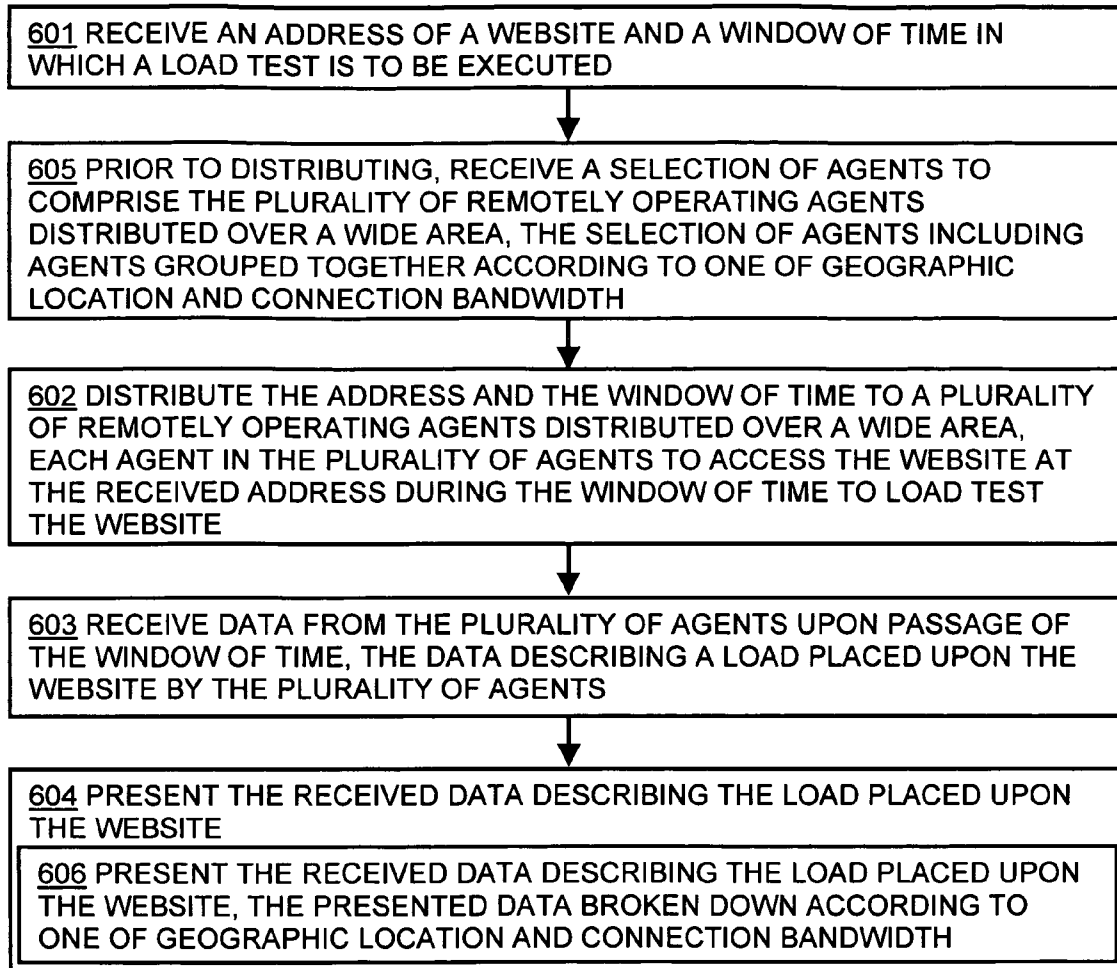 601 RECEIVE AN ADDRESS OF A WEBSITE AND A WINDOW OF TIME IN
WHICH A LOAD TEST IS TO BE EXECUTED
605 PRIOR TO DISTRIBUTING, RECEIVE A SELECTION OF AGENTS TO
COMPRISE THE PLURALITY OF REMOTELY OPERATING AGENTS
DISTRIBUTED OVER A WIDE AREA, THE SELECTION OF AGENTS INCLUDING
AGENTS GROUPED TOGETHER ACCORDING TO ONE OF GEOGRAPHIC
LOCATION AND CONNECTION BANDWIDTH
602 DISTRIBUTE THE ADDRESS AND THE WINDOW OF TIME TO A PLURALITY
OF REMOTELY OPERATING AGENTS DISTRIBUTED OVER A WIDE AREA,
EACH AGENT IN THE PLURALITY OF AGENTS TO ACCESS THE WEBSITE AT
THE RECEIVED ADDRESS DURING THE WINDOW OF TIME TO LOAD TEST
THE WEBSITE
603 RECEIVE DATA FROM THE PLURALITY OF AGENTS UPON PASSAGE OF
THE WINDOW OF TIME, THE DATA DESCRIBING A LOAD PLACED UPON THE
WEBSITE BY THE PLURALITY OF AGENTS
604 PRESENT THE RECEIVED DATA DESCRIBING THE LOAD PLACED UPON
THE WEBSITE
606 PRESENT THE RECEIVED DATA DESCRIBING THE LOAD PLACED UPON
THE WEBSITE, THE PRESENTED DATA BROKEN DOWN ACCORDING TO
ONE OF GEOGRAPHIC LOCATION AND CONNECTION BANDWIDTH